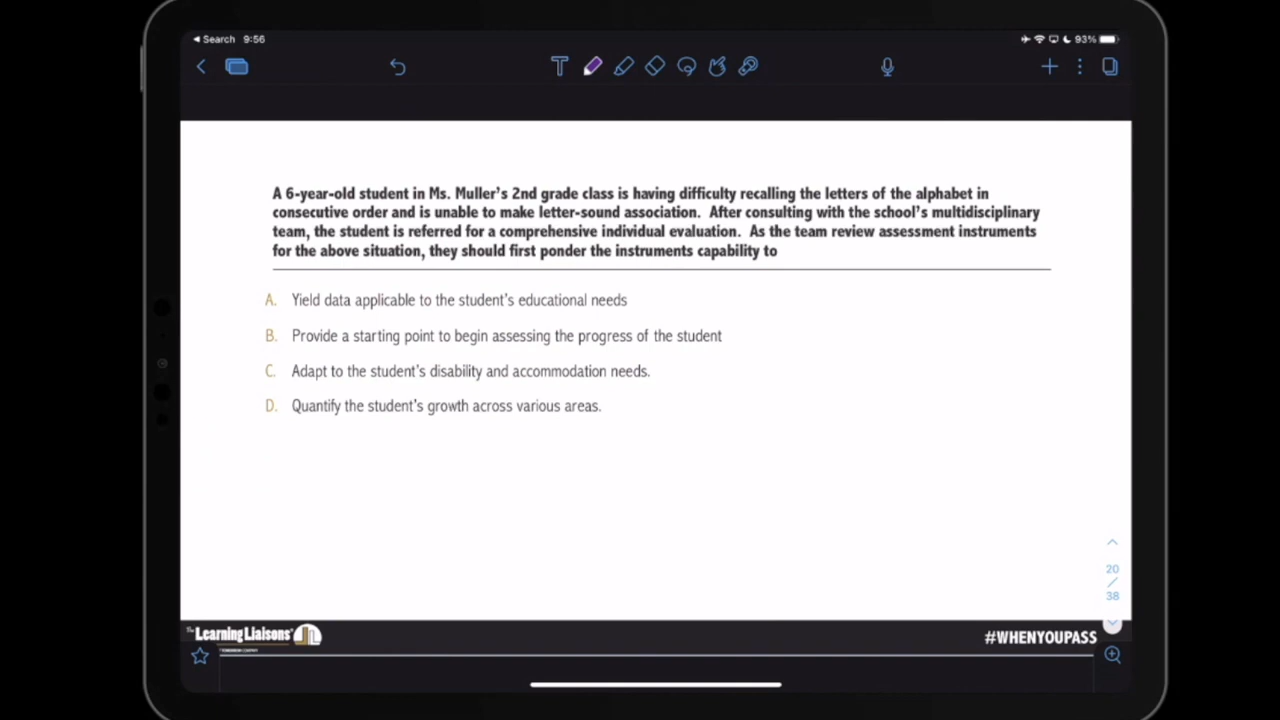 Search 9:56
93%
A 6-year-old student in Ms. Muller's 2nd grade class is having difficulty recalling the letters of the alphabet in
consecutive order and is unable to make letter-sound association. After consulting with the school's multidisciplinary
team, the student is referred for a comprehensive individual evaluation. As the team review assessment instruments
for the above situation, they should first ponder the instruments capability to
A. Yield data applicable to the student's educational needs
B. Provide a starting point to begin assessing the progress of the student
C. Adapt to the student's disability and accommodation needs.
D. Quantify the student's growth across various areas.
20
/
38
The Learning Liaisons
#WHENYOUPASS